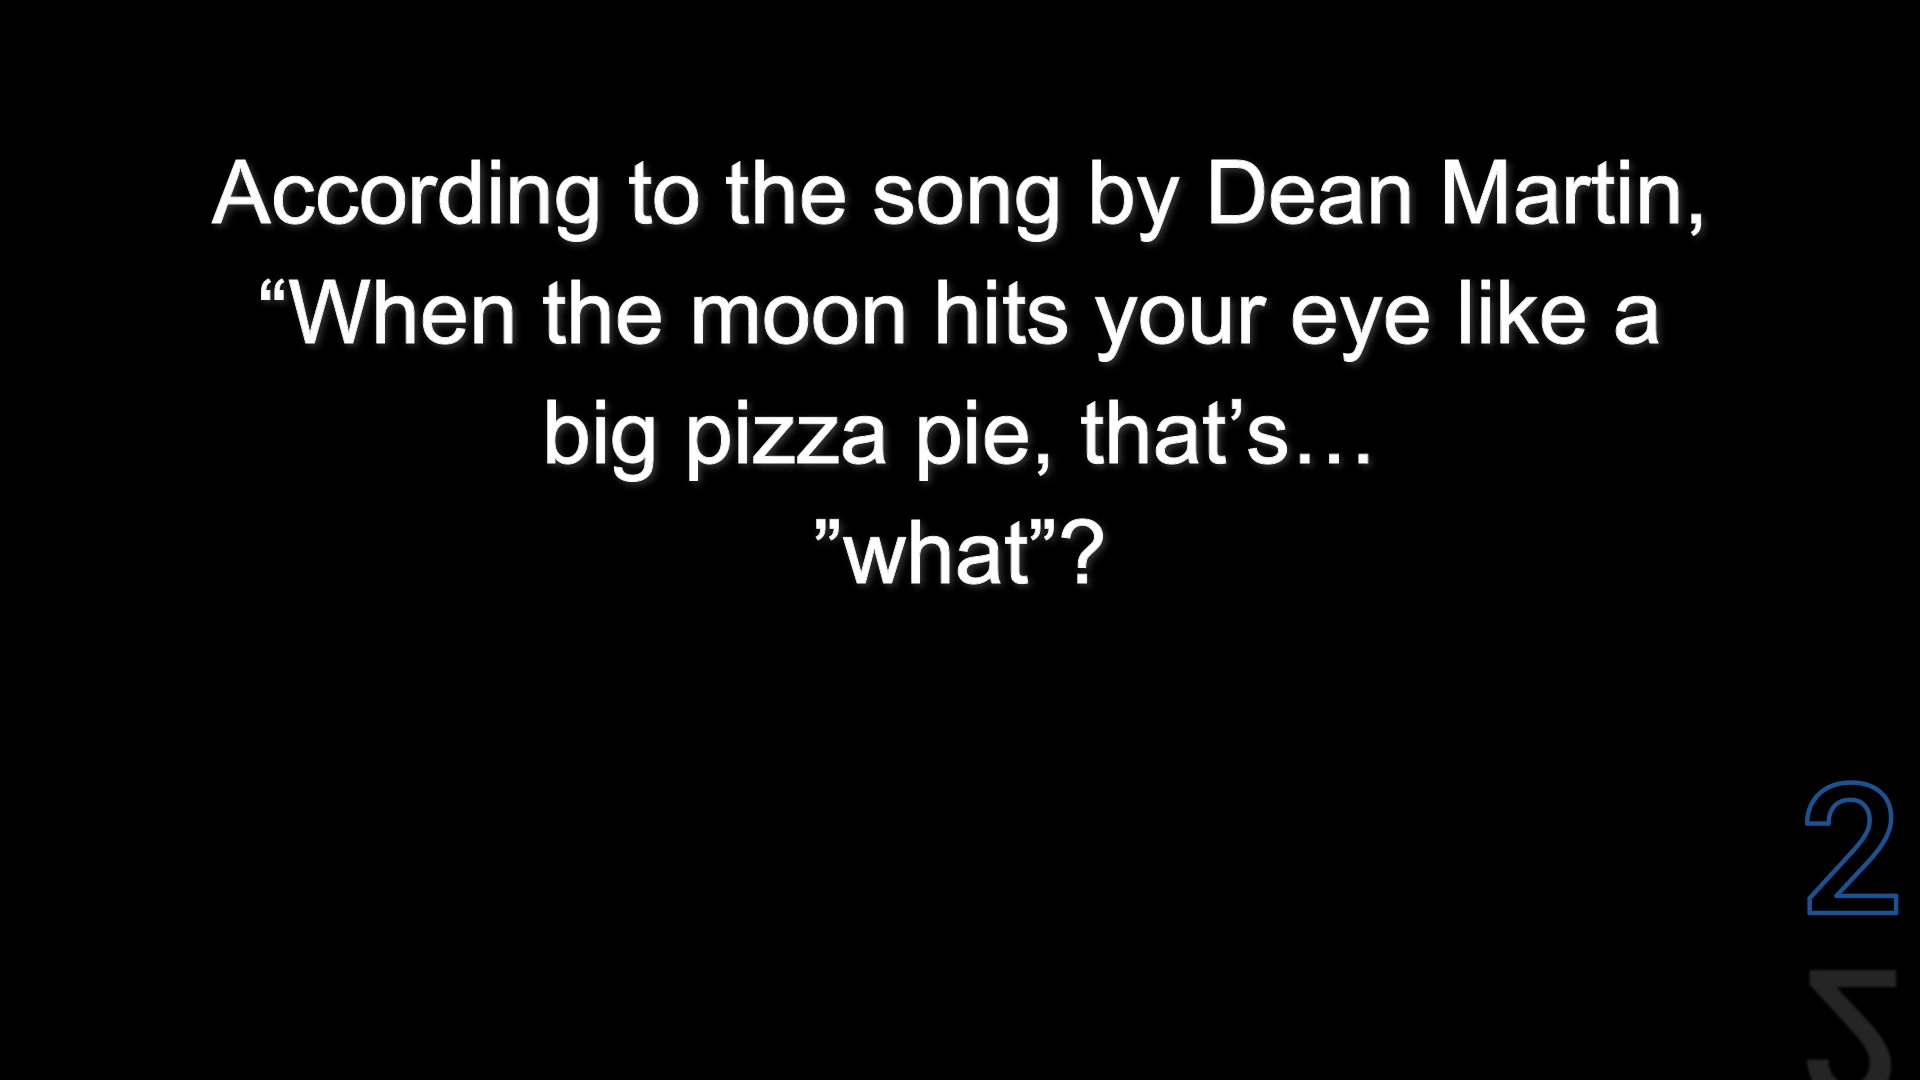 According to the song by Dean Martin,
“When the moon hits your eye like a
big pizza pie, that’s…
”what”?
2